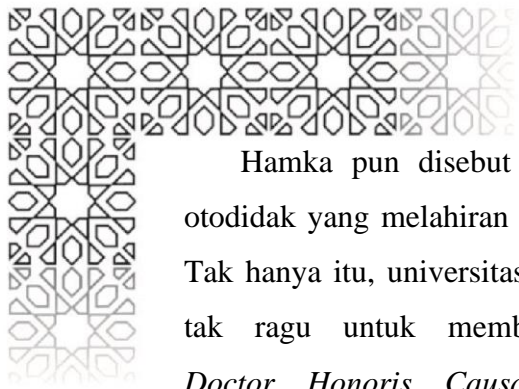 Hamka pun disebut
otodidak yang melahiran
Tak hanya itu, universitas
tak ragu untuk memb
Doctor Honoris Causa